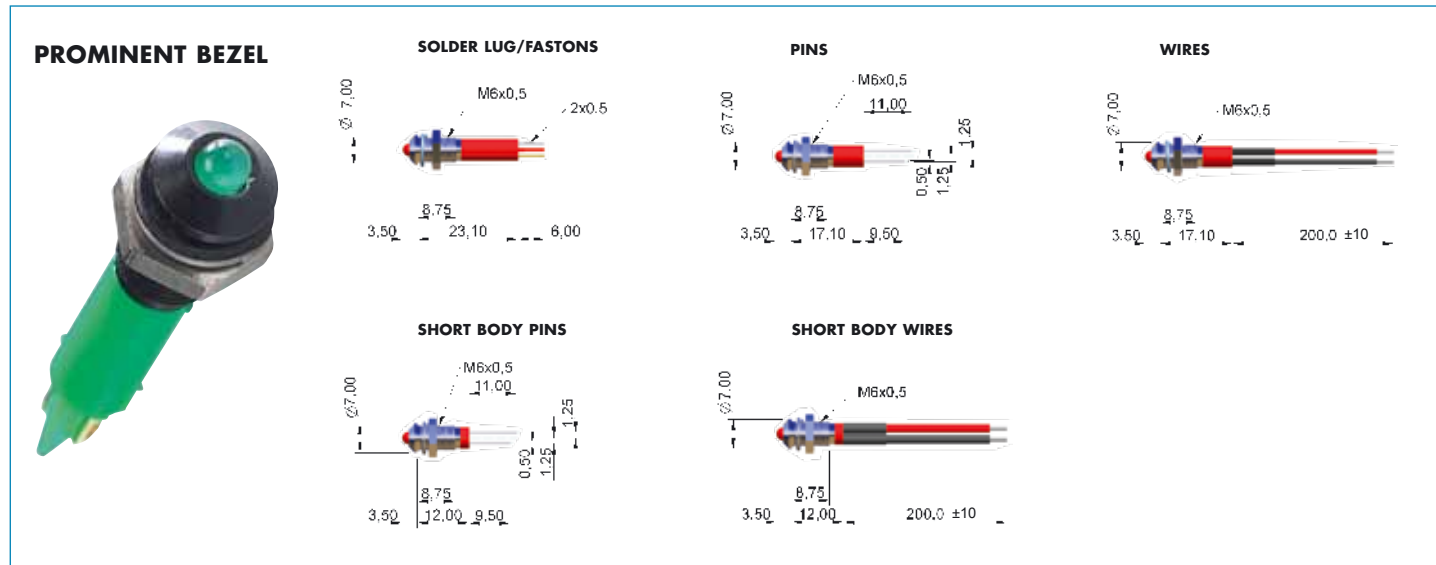 PROMINENT BEZEL
SOLDER LUG/FASTONS
Ø 7,00
M6x0,5
2x0.5
8,75
3,50 23,10 6,00
PINS
Ø 7,00
M6x0,5
11,00
1,25
0,50
1,25
8,75
3,50 17,10 9,50
WIRES
Ø 7,00
M6x0,5
8,75
3.50 17,10 200,0 ±10
SHORT BODY PINS
Ø7,00
M6x0,5
11,00
1,25
0,50
1,25
8,75
3,50 12,00 9,50
SHORT BODY WIRES
Ø7.00
M6x0,5
8,75
3.50 12,00 200.0 ±10